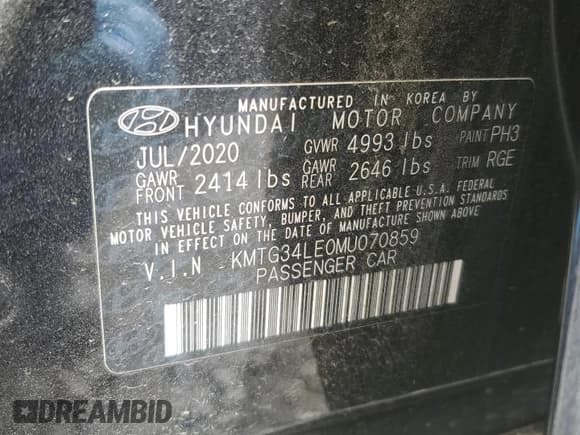 MANUFACTURED IN KOREA BY
HYUNDAI MOTOR COMPANY
JUL/2020 GVWR 4993 lbs PAINT PH3
GAWR FRONT 2414 lbs GAWR REAR 2646 lbs TRIM RGE
THIS VEHICLE CONFORMS TO ALL APPLICABLE U.S.A. FEDERAL
MOTOR VEHICLE SAFETY, BUMPER, AND THEFT PREVENTION
IN EFFECT ON THE DATE OF MANUFACTURE SHOWN ABOVE
V.I.N KMTG34LE0MU070859
PASSENGER CAR
DREAMBID